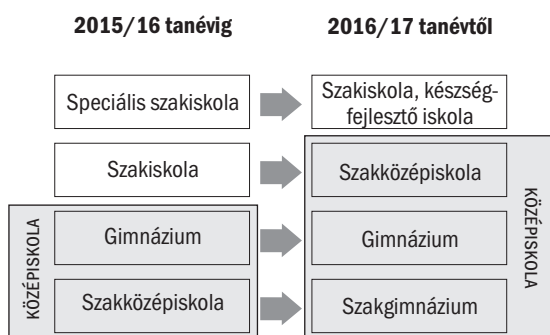 2015/16 tanévig
2016/17 tanévtől
Speciális szakiskola
Szakiskola, készség-
fejlesztő iskola
Szakiskola
Szakközépiskola
Gimnázium
Gimnázium
Szakközépiskola
Szakgimnázium
KÖZÉPISKOLA
KÖZÉPISKOLA